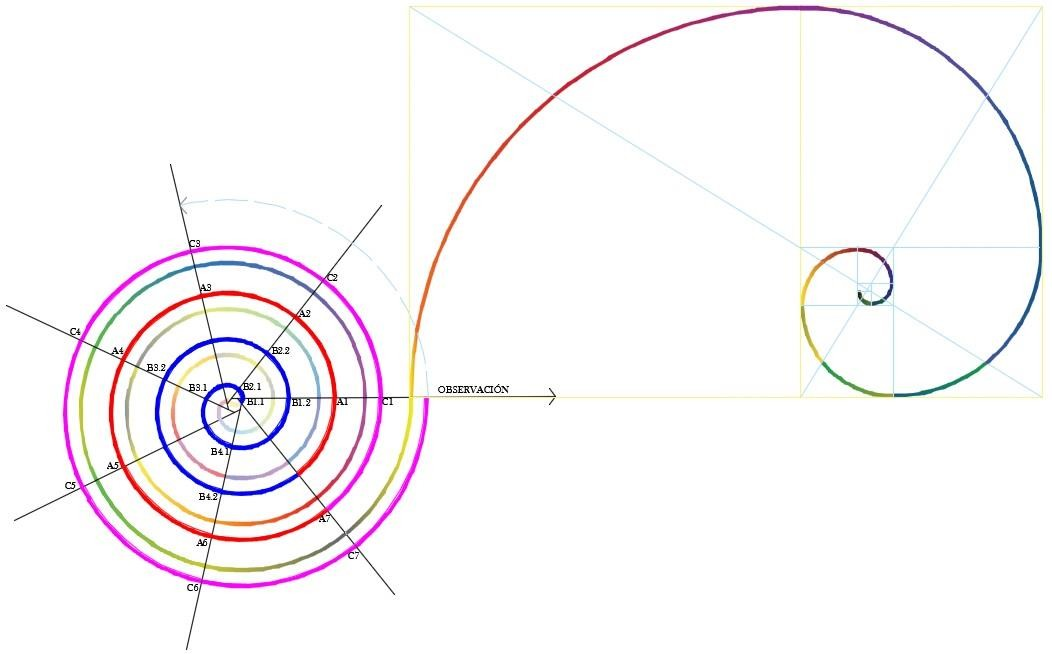 C3
C2
A3
A2
C4
A4
B2.2
B3.2
B3.1
B2.1
OBSERVACIÓN
B1.1
B1.2
A1
C1
B4.1
A5
C5
B4.2
A7
A6
C7
C6